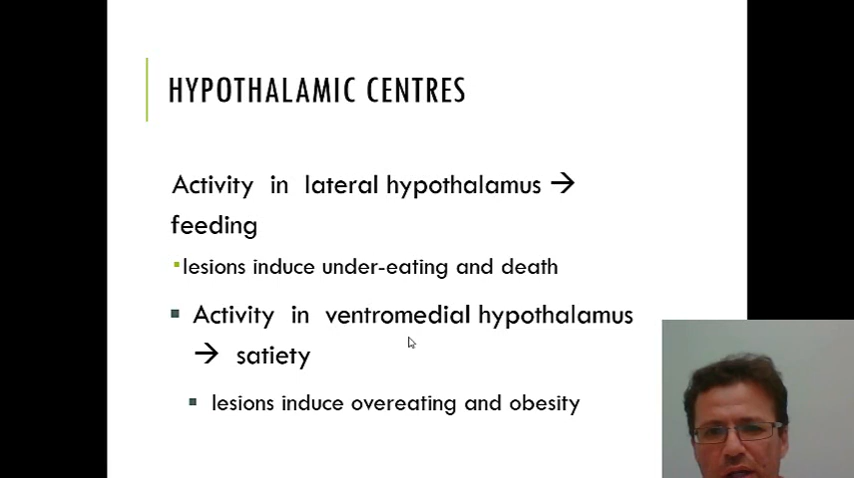 HYPOTHALAMIC CENTRES
Activity in lateral hypothalamus →
feeding
▪lesions induce under-eating and death
▪ Activity in ventromedial hypothalamus
→ satiety
▪ lesions induce overeating and obesity